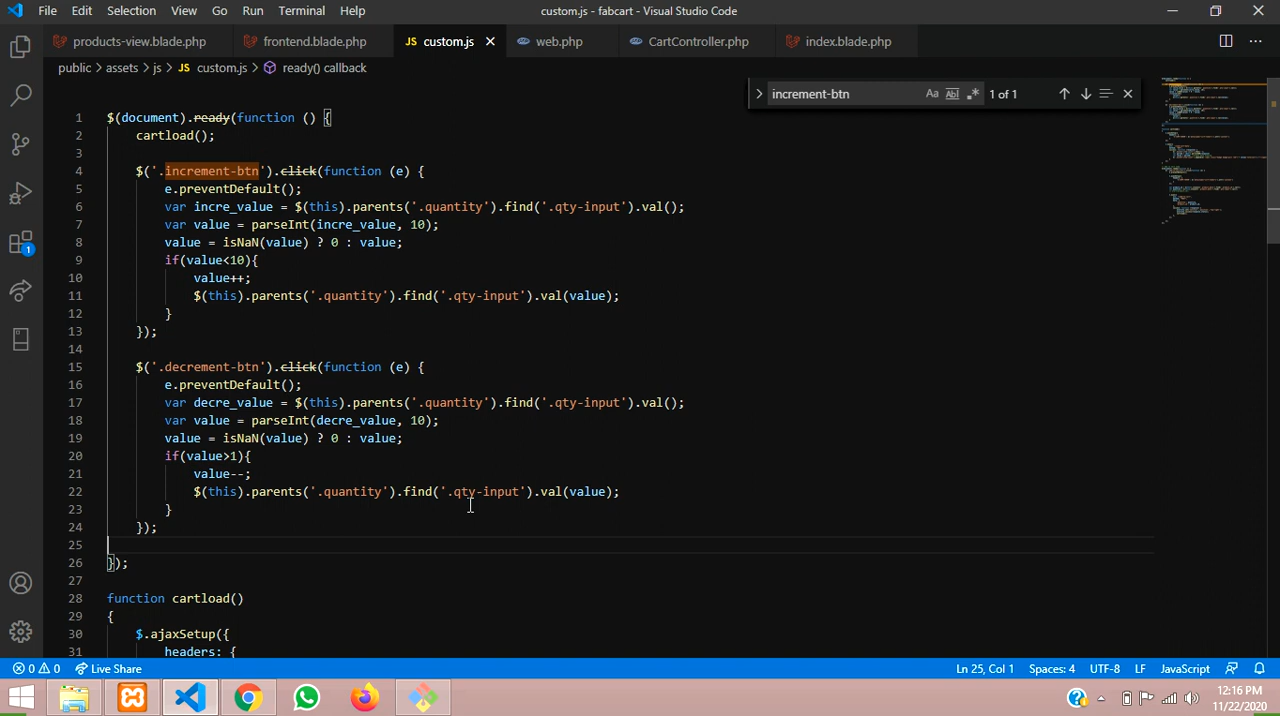 File Edit Selection View Go Run Terminal Help custom.js - fabcart - Visual Studio Code
products-view.blade.php frontend.blade.php JS custom.js web.php CartController.php index.blade.php
public > assets > js > JS custom.js > ready() callback
increment-btn Aa Abl .* 1 of 1
1 $(document).ready(function () {
2 cartload();
3
4 $('.increment-btn').click(function (e) {
5 e.preventDefault();
6 var incre_value = $(this).parents('.quantity').find('.qty-input').val();
7 var value = parseInt(incre_value, 10);
8 value = isNaN(value) ? 0 : value;
9 if(value<10){
10 value++;
11 $(this).parents('.quantity').find('.qty-input').val(value);
12 }
13 });
14
15 $('.decrement-btn').click(function (e) {
16 e.preventDefault();
17 var decre_value = $(this).parents('.quantity').find('.qty-input').val();
18 var value = parseInt(decre_value, 10);
19 value = isNaN(value) ? 0 : value;
20 if(value>1){
21 value--;
22 $(this).parents('.quantity').find('.qty-input').val(value);
23 }
24 });
25
26 });
27
28 function cartload()
29 {
30 $.ajaxSetup({
31 headers: {
1
0 0 Live Share Ln 25, Col 1 Spaces: 4 UTF-8 LF JavaScript
12:16 PM
11/22/2020